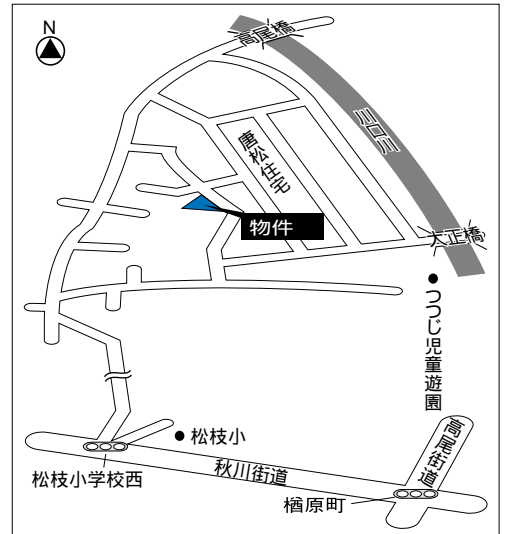 N
高尾橋
川口川
唐松住宅
物件
大正橋
つつじ児童遊園
松枝小
高尾街道
松枝小学校西
秋川街道
楢原町